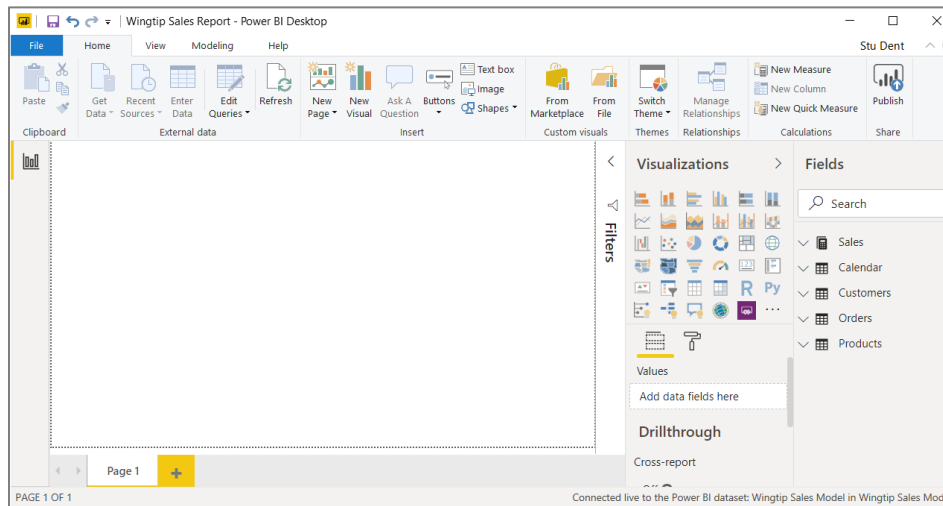 Wingtip Sales Report - Power BI Desktop
File Home View Modeling Help Stu Dent
Paste
Get Data
Recent Sources
Enter Data
Edit Queries
Refresh
New Page
New Visual
Ask A Question
Buttons
Text box
Image
Shapes
From Marketplace
From File
Switch Theme
Manage Relationships
New Measure
New Column
New Quick Measure
Publish
Clipboard External data Insert Custom visuals Themes Relationships Calculations Share
Filters
Visualizations
123
R Py
Values
Add data fields here
Drillthrough
Cross-report
Fields
Search
Sales
Calendar
Customers
Orders
Products
Page 1
PAGE 1 OF 1
Connected live to the Power BI dataset: Wingtip Sales Model in Wingtip Sales Mod